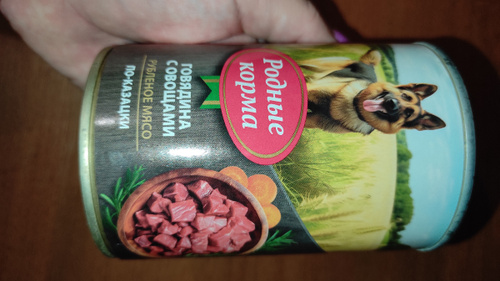 Родные
корма
ГОВЯДИНА
С ОВОЩАМИ
РУБЛЕНОЕ МЯСО
ПО-КАЗАЦКИ